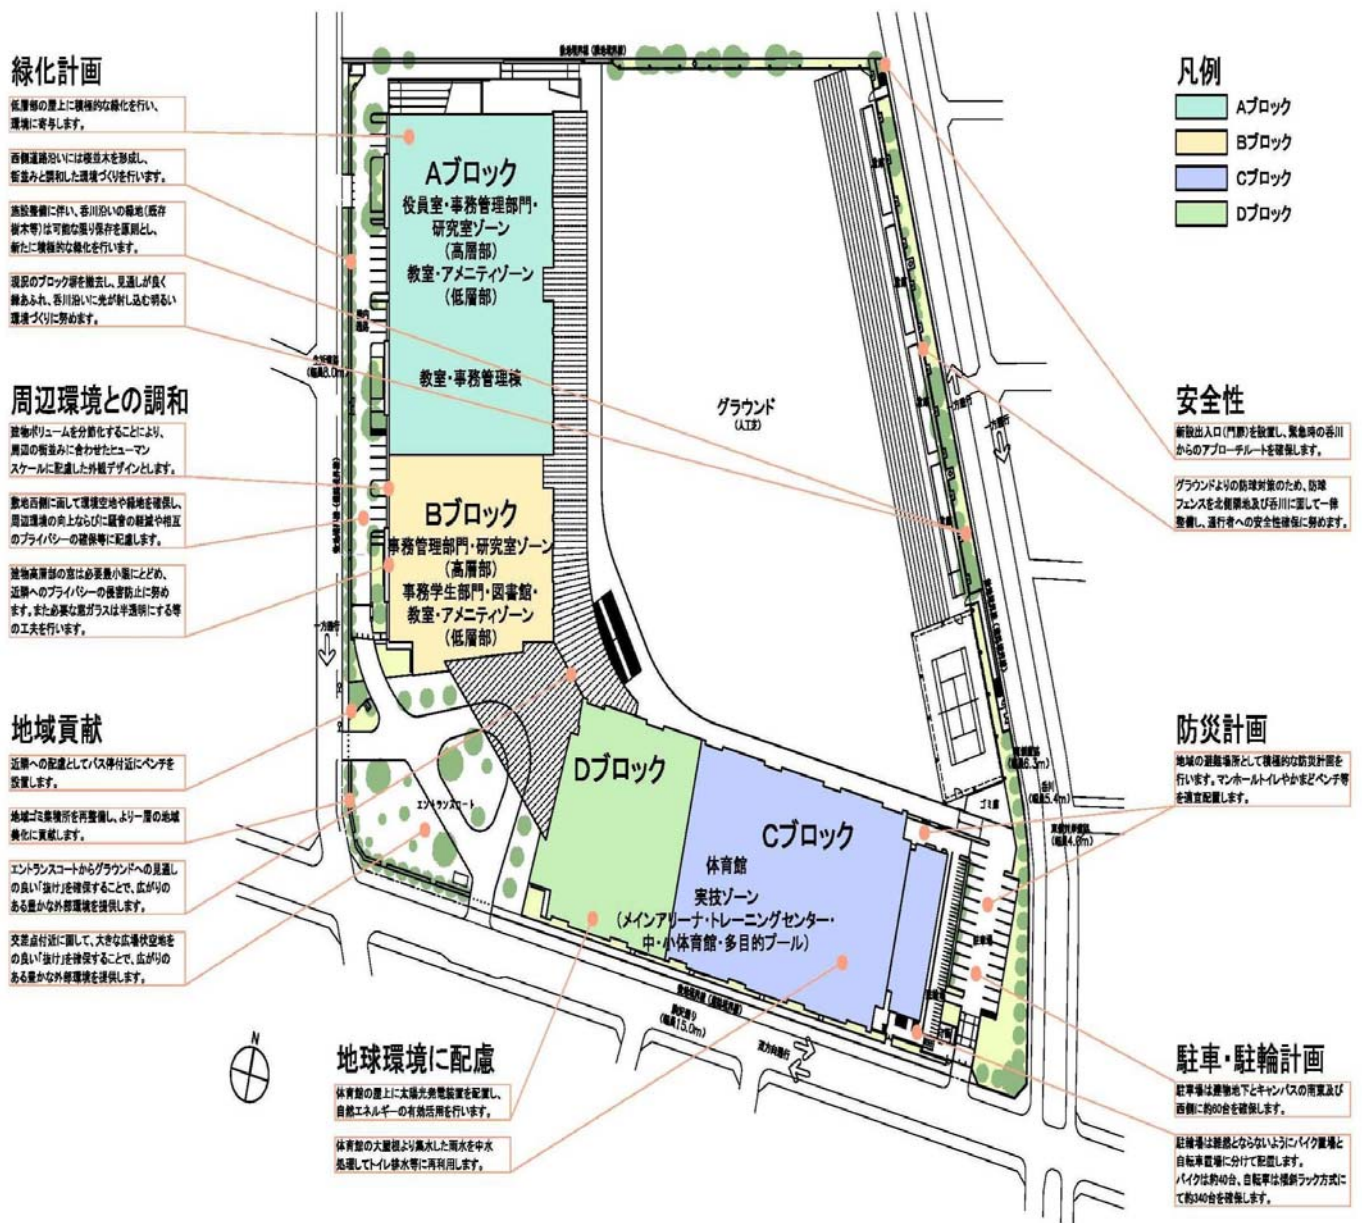 緑化計画
低層部の屋上に積極的な緑化を行い、
環境に寄与します。
西側道路沿いには桜並木を形成し、
街並みと調和した環境づくりを行います。
施設整備に伴い、呑川沿いの緑地(既存
樹木等)は可能な限り保存を原則とし、
新たに積極的な緑化を行います。
現況のブロック塀を撤去し、見通しが良く
緑あふれ、呑川沿いに光が射し込む明るい
環境づくりに努めます。
周辺環境との調和
建物ボリュームを分節化することにより、
周辺の街並みに合わせたヒューマン
スケールに配慮した外観デザインとします。
敷地西側に面して環境空地や緑地を確保し、
周辺環境の向上ならびに騒音の軽減や相互
のプライバシーの確保等に配慮します。
建物高層部の窓は必要最小限にとどめ、
近隣へのプライバシーの侵害防止に努め
ます。また必要な窓ガラスは半透明にする等
の工夫を行います。
地域貢献
近隣への配慮としてバス停付近にベンチを
設置します。
地域ゴミ集積所を再整備し、より一層の地域
美化に貢献します。
エントランスコートからグラウンドへの見通し
の良い「抜け」を確保することで、広がりの
ある豊かな外部環境を提供します。
交差点付近に面して、大きな広場状空地を
の良い「抜け」を確保することで、広がりの
ある豊かな外部環境を提供します。
Aブロック
役員室・事務管理部門・
研究室ゾーン
(高層部)
教室・アメニティゾーン
(低層部)
教室・事務管理棟
Bブロック
事務管理部門・研究室ゾーン
(高層部)
事務学生部門・図書館・
教室・アメニティゾーン
(低層部)
グラウンド
(人工芝)
一方通行
一方通行
一方通行
エントランスコート
Dブロック
Cブロック
体育館
実技ゾーン
(メインアリーナ・トレーニングセンター・
中・小体育館・多目的プール)
ゴミ庫
呑川
(幅員5.4m)
(幅員6.3m)
駐車場
(幅員15.0m)
双方向通行
N
地球環境に配慮
体育館の屋上に太陽光発電装置を配置し、
自然エネルギーの有効活用を行います。
体育館の大屋根より集水した雨水を中水
処理してトイレ排水等に再利用します。
凡例
Aブロック
Bブロック
Cブロック
Dブロック
安全性
新設出入口(門扉)を設置し、緊急時の呑川
からのアプローチルートを確保します。
グラウンドよりの防球対策のため、防球
フェンスを北側隣地及び呑川に面して一律
整備し、通行者への安全性確保に努めます。
防災計画
地域の避難場所として積極的な防災計画を
行います。マンホールトイレやかまどベンチ等
を適宜配置します。
駐車・駐輪計画
駐車場は建物地下とキャンパスの南東及び
西側に約60台を確保します。
駐輪場は雑然とならないようにバイク置場と
自転車置場に分けて配置します。
バイクは約40台、自転車は傾斜ラック方式に
て約340台を確保します。